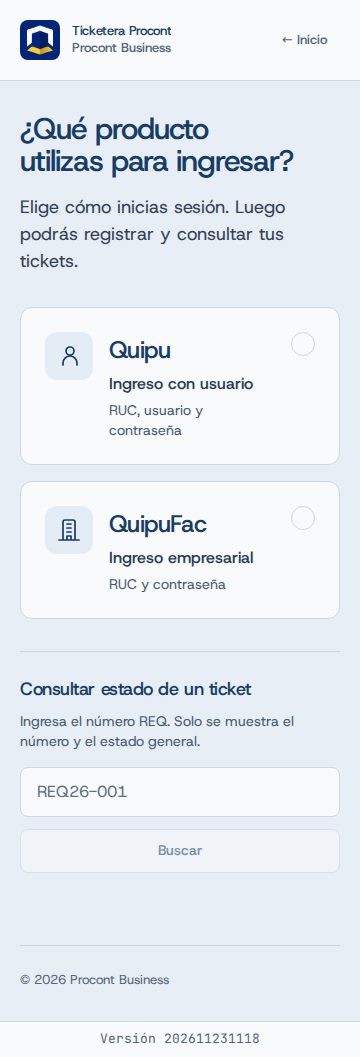 Ticketera Procont
Procont Business
← Inicio
¿Qué producto
utilizas para ingresar?
Elige cómo inicias sesión. Luego
podrás registrar y consultar tus
tickets.
Quipu
Ingreso con usuario
RUC, usuario y
contraseña
QuipuFac
Ingreso empresarial
RUC y contraseña
Consultar estado de un ticket
Ingresa el número REQ. Solo se muestra el
número y el estado general.
REQ26-001
Buscar
© 2026 Procont Business
Versión 202611231118